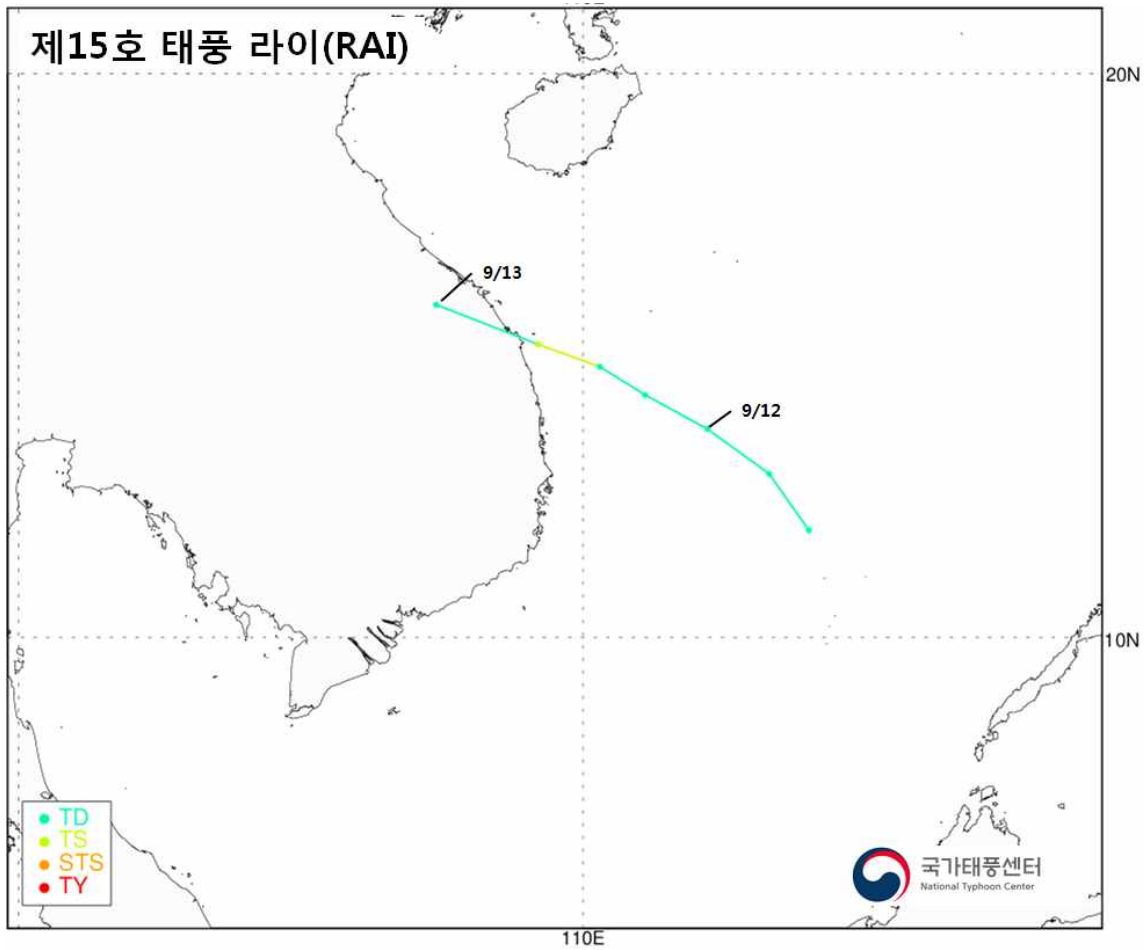 제15호 태풍 라이(RAI)
20N
9/13
9/12
10N
TD
TS
STS
TY
국가태풍센터
National Typhoon Center
110E